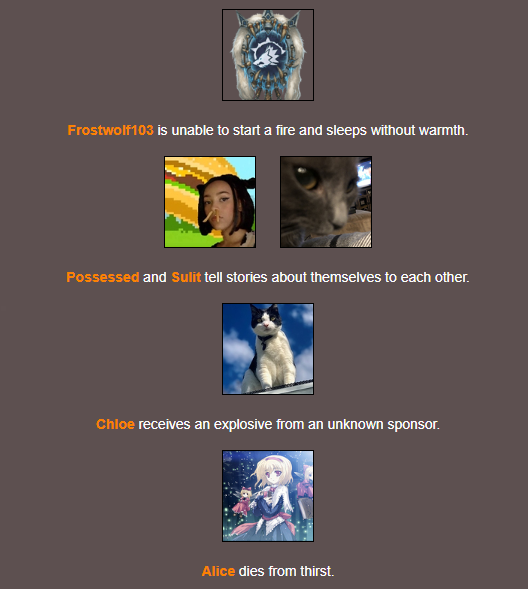 Frostwolf103 is unable to start a fire and sleeps without warmth.
Possessed and Sulit tell stories about themselves to each other.
Chloe receives an explosive from an unknown sponsor.
Alice dies from thirst.